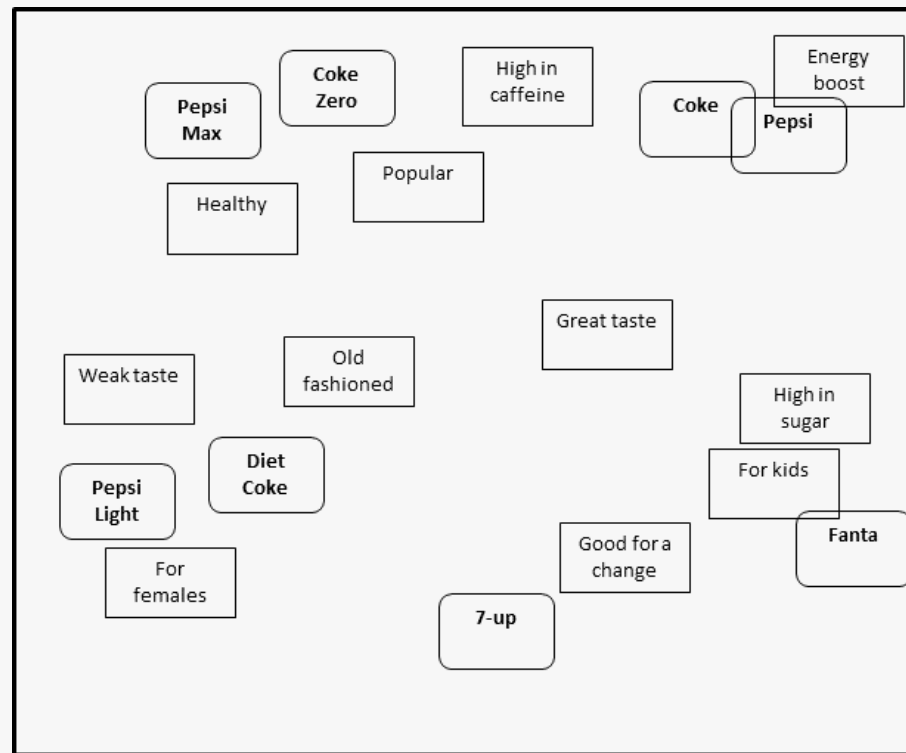 Coke
Zero
High in
caffeine
Energy
boost
Pepsi
Max
Coke
Pepsi
Popular
Healthy
Great taste
Old
fashioned
Weak taste
High in
sugar
Diet
Coke
For kids
Pepsi
Light
Fanta
Good for a
change
For
females
7-up